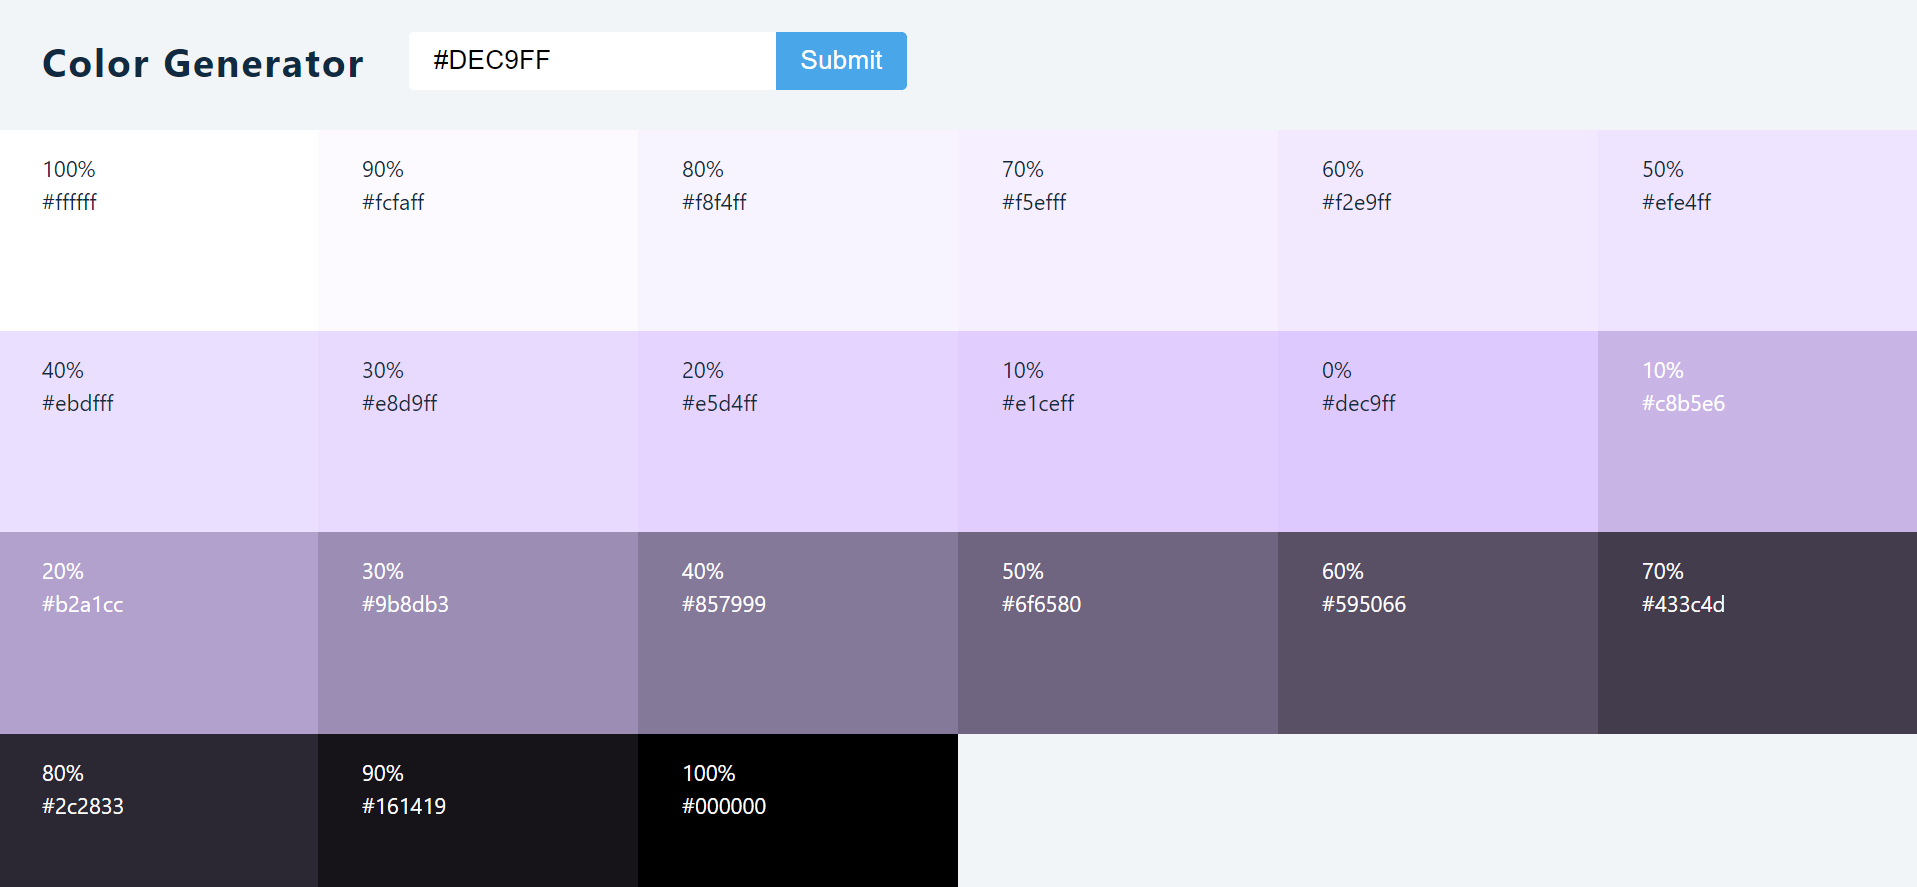 Color Generator
#DEC9FF
Submit
100%
#ffffff
90%
#fcfaff
80%
#f8f4ff
70%
#f5efff
60%
#f2e9ff
50%
#efe4ff
40%
#ebdfff
30%
#e8d9ff
20%
#e5d4ff
10%
#e1ceff
0%
#dec9ff
10%
#c8b5e6
20%
#b2a1cc
30%
#9b8db3
40%
#857999
50%
#6f6580
60%
#595066
70%
#433c4d
80%
#2c2833
90%
#161419
100%
#000000